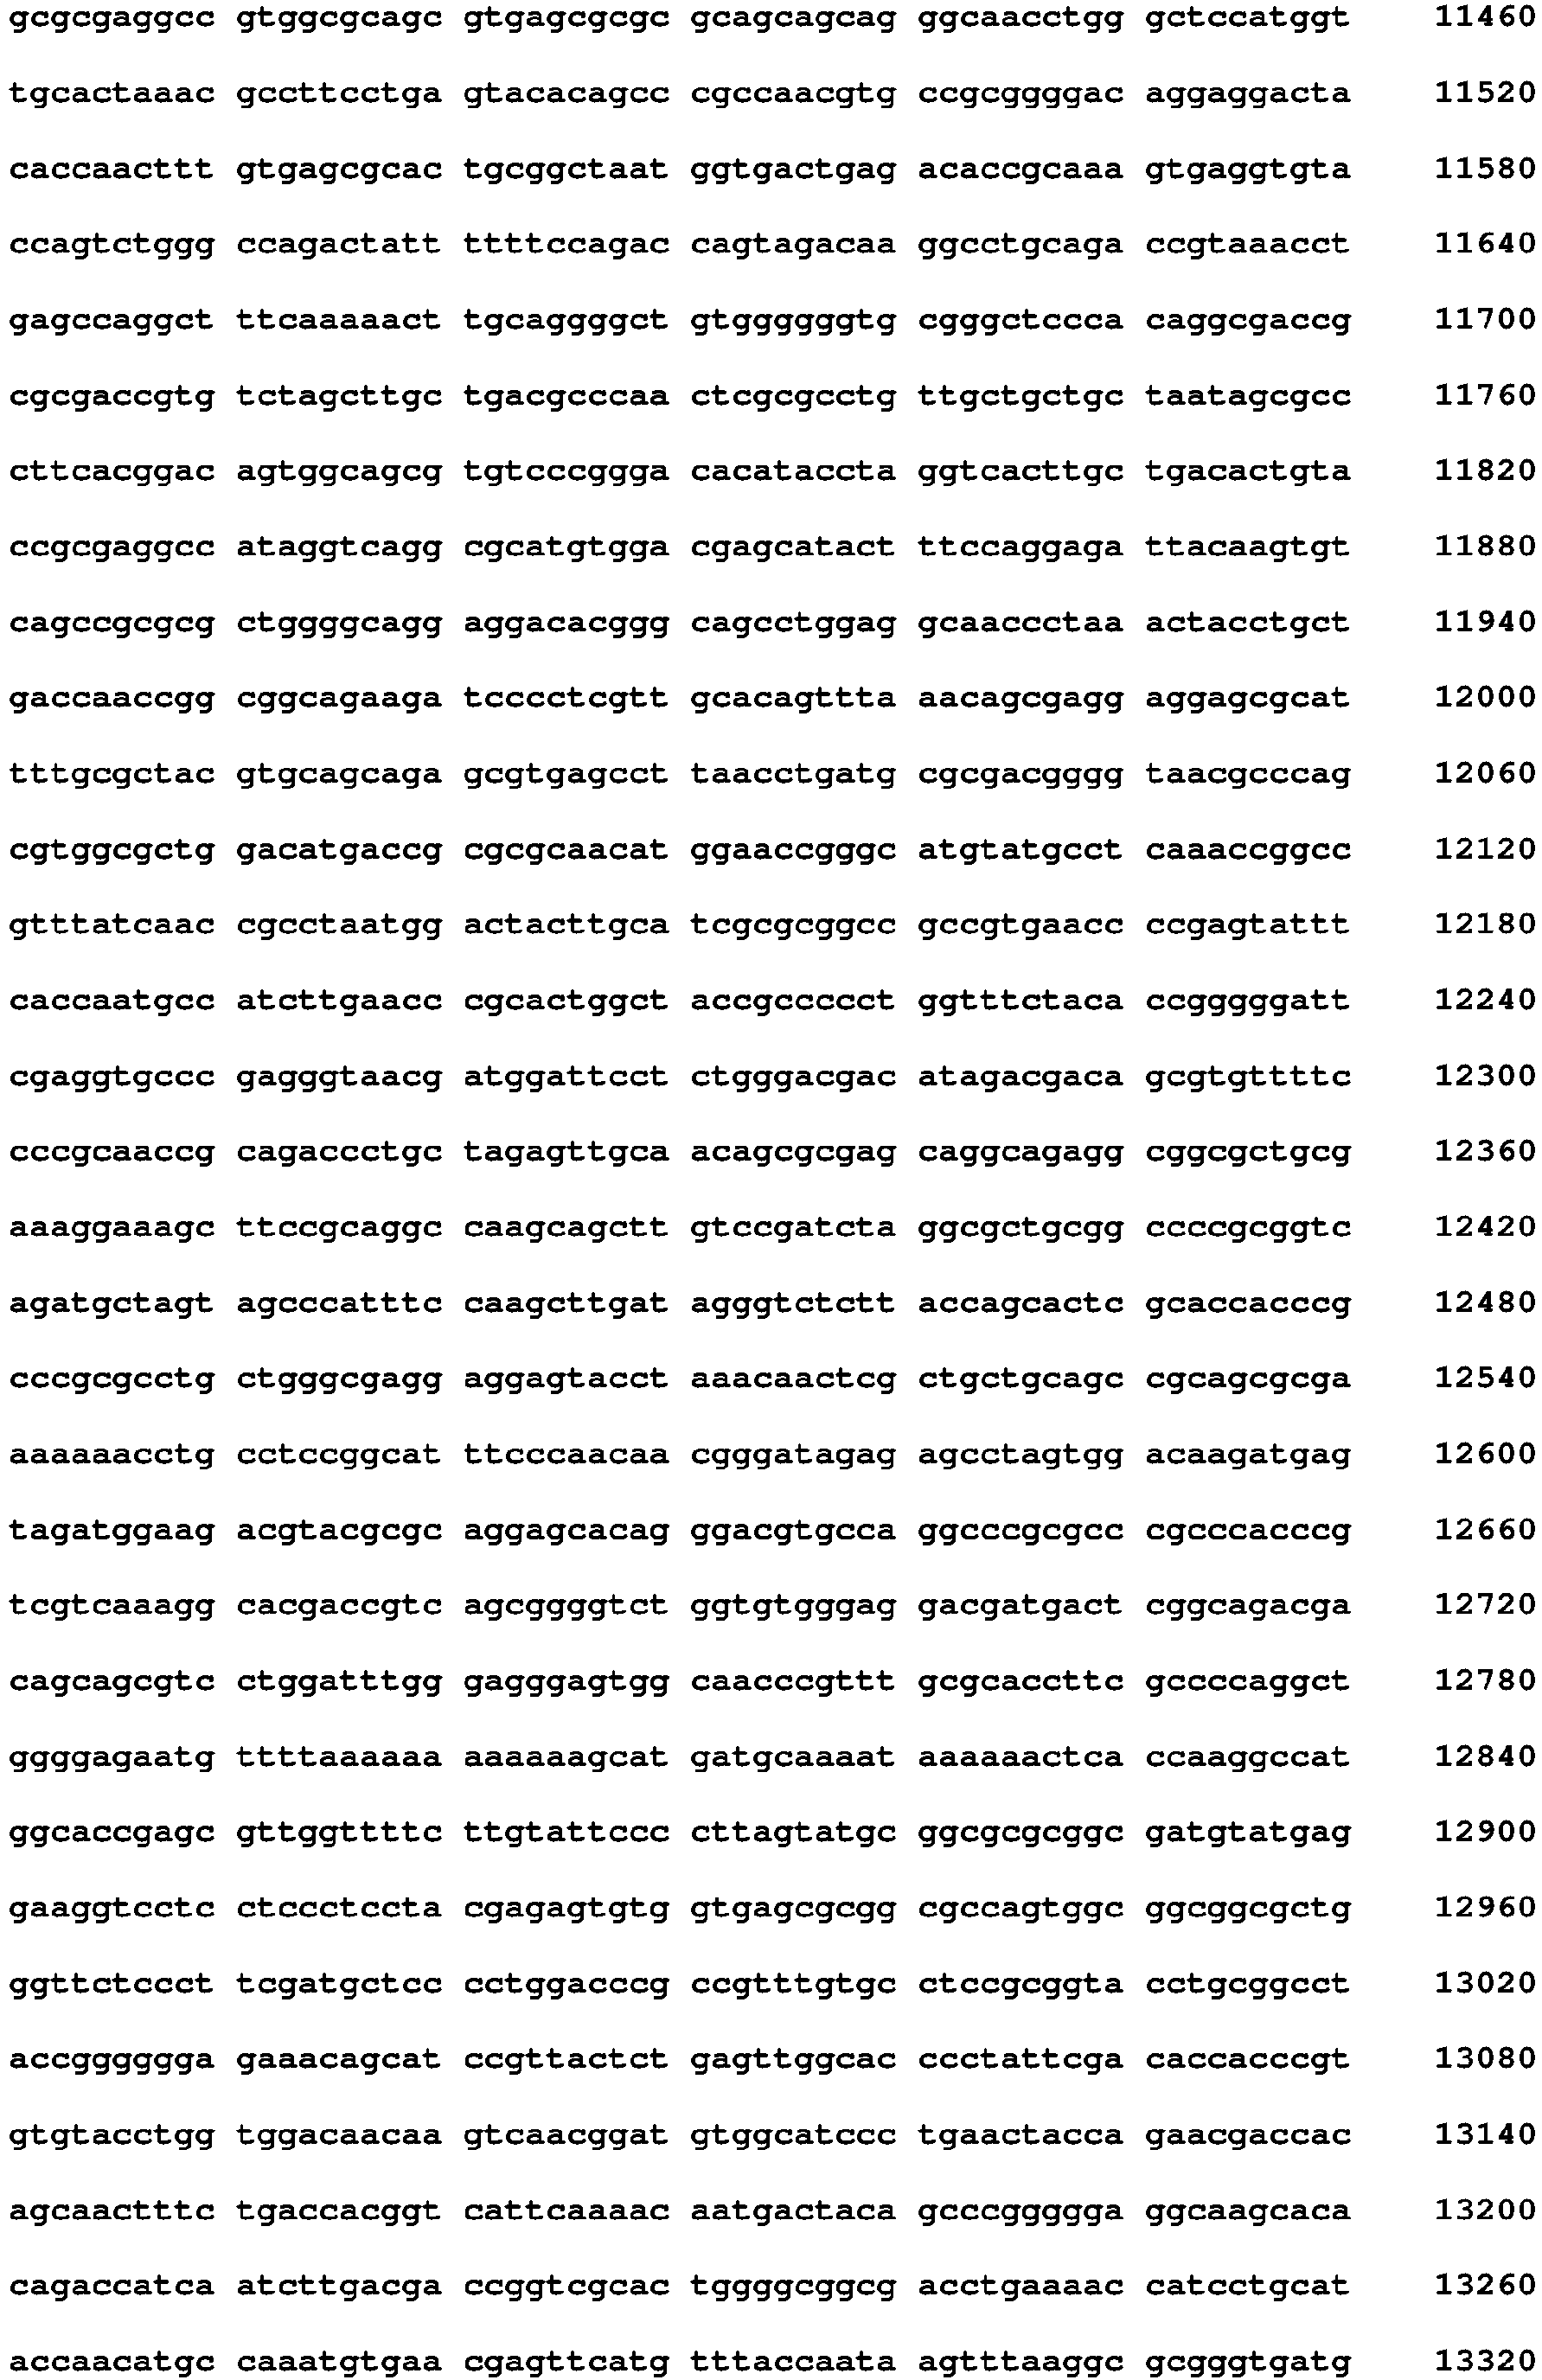 gcgcgaggcc gtggcgcagc gtgagcgcgc gcagcagcag ggcaacctgg gctccatggt 11460
tgcactaaac gccttcctga gtacacagcc cgccaacgtg ccgcggggac aggaggacta 11520
caccaacttt gtgagcgcac tgcggctaat ggtgactgag acaccgcaaa gtgaggtgta 11580
ccagtctggg ccagactatt ttttccagac cagtagacaa ggcctgcaga ccgtaaacct 11640
gagccaggct ttcaaaaact tgcaggggct gtggggggtg cgggctccca caggcgaccg 11700
cgcgaccgtg tctagcttgc tgacgcccaa ctcgcgcctg ttgctgctgc taatagcgcc 11760
cttcacggac agtggcagcg tgtcccggga cacataccta ggtcacttgc tgacactgta 11820
ccgcgaggcc ataggtcagg cgcatgtgga cgagcatact ttccaggaga ttacaagtgt 11880
cagccgcgcg ctggggcagg aggacacggg cagcctggag gcaaccctaa actacctgct 11940
gaccaaccgg cggcagaaga tcccctcgtt gcacagttta aacagcgagg aggagcgcat 12000
tttgcgctac gtgcagcaga gcgtgagcct taacctgatg cgcgacgggg taacgcccag 12060
cgtggcgctg gacatgaccg cgcgcaacat ggaaccgggc atgtatgcct caaaccggcc 12120
gtttatcaac cgcctaatgg actacttgca tcgcgcggcc gccgtgaacc ccgagtattt 12180
caccaatgcc atcttgaacc cgcactggct accgccccct ggtttctaca ccgggggatt 12240
cgaggtgccc gagggtaacg atggattcct ctgggacgac atagacgaca gcgtgttttc 12300
cccgcaaccg cagaccctgc tagagttgca acagcgcgag caggcagagg cggcgctgcg 12360
aaaggaaagc ttccgcaggc caagcagctt gtccgatcta ggcgctgcgg ccccgcggtc 12420
agatgctagt agcccatttc caagcttgat agggtctctt accagcactc gcaccacccg 12480
cccgcgcctg ctgggcgagg aggagtacct aaacaactcg ctgctgcagc cgcagcgcga 12540
aaaaaacctg cctccggcat ttcccaacaa cgggatagag agcctagtgg acaagatgag 12600
tagatggaag acgtacgcgc aggagcacag ggacgtgcca ggcccgcgcc cgcccacccg 12660
tcgtcaaagg cacgaccgtc agcggggtct ggtgtgggag gacgatgact cggcagacga 12720
cagcagcgtc ctggatttgg gagggagtgg caacccgttt gcgcaccttc gccccaggct 12780
ggggagaatg ttttaaaaaa aaaaaagcat gatgcaaaat aaaaaactca ccaaggccat 12840
ggcaccgagc gttggttttc ttgtattccc cttagtatgc ggcgcgcggc gatgtatgag 12900
gaaggtcctc ctccctccta cgagagtgtg gtgagcgcgg cgccagtggc ggcggcgctg 12960
ggttctccct tcgatgctcc cctggacccg ccgtttgtgc ctccgcggta cctgcggcct 13020
accgggggga gaaacagcat ccgttactct gagttggcac ccctattcga caccacccgt 13080
gtgtacctgg tggacaacaa gtcaacggat gtggcatccc tgaactacca gaacgaccac 13140
agcaactttc tgaccacggt cattcaaaac aatgactaca gcccggggga ggcaagcaca 13200
cagaccatca atcttgacga ccggtcgcac tggggcggcg acctgaaaac catcctgcat 13260
accaacatgc caaatgtgaa cgagttcatg tttaccaata agtttaaggc gcgggtgatg 13320